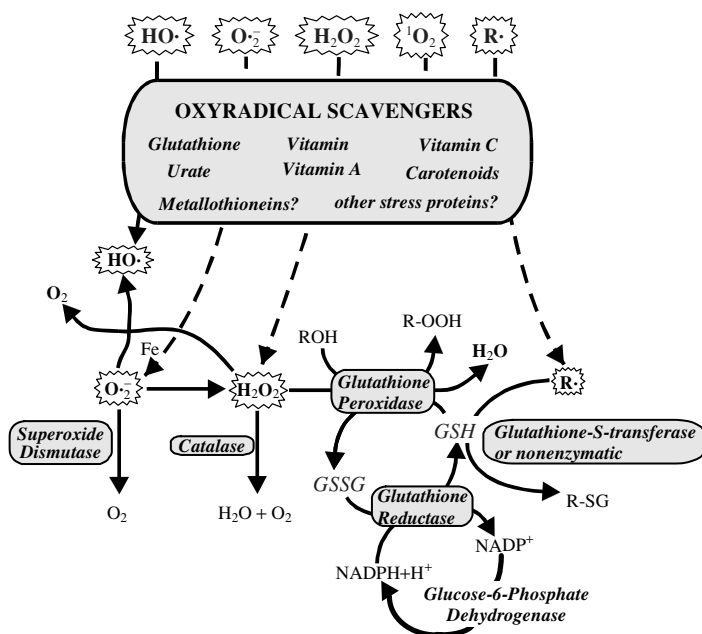 HO· O·₂⁻ H₂O₂ ¹O₂ R·
OXYRADICAL SCAVENGERS
Glutathione Vitamin Vitamin C
Urate Vitamin A Carotenoids
Metallothioneins? other stress proteins?
HO·
O₂
Fe
ROH
R-OOH
H₂O
O·₂⁻
H₂O₂
Glutathione
Peroxidase
R·
Superoxide
Dismutase
Catalase
GSH
Glutathione-S-transferase
or nonenzymatic
GSSG
Glutathione
Reductase
R-SG
O₂
H₂O + O₂
NADP⁺
NADPH+H⁺
Glucose-6-Phosphate
Dehydrogenase